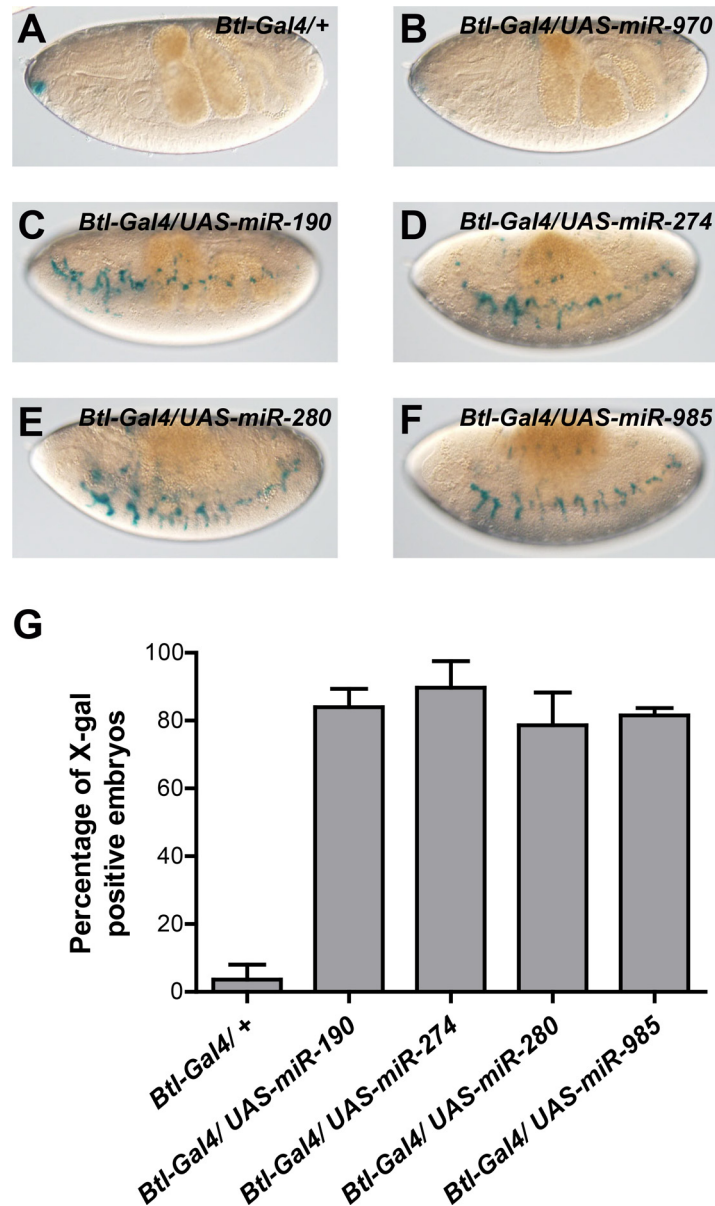 A
Btl-Gal4/+
B
Btl-Gal4/UAS-miR-970
C
Btl-Gal4/UAS-miR-190
D
Btl-Gal4/UAS-miR-274
E
Btl-Gal4/UAS-miR-280
F
Btl-Gal4/UAS-miR-985
G
Percentage of X-gal
positive embryos
100
80
60
40
20
0
Btl-Gal4/ +
Btl-Gal4/ UAS-miR-190
Btl-Gal4/ UAS-miR-274
Btl-Gal4/ UAS-miR-280
Btl-Gal4/ UAS-miR-985